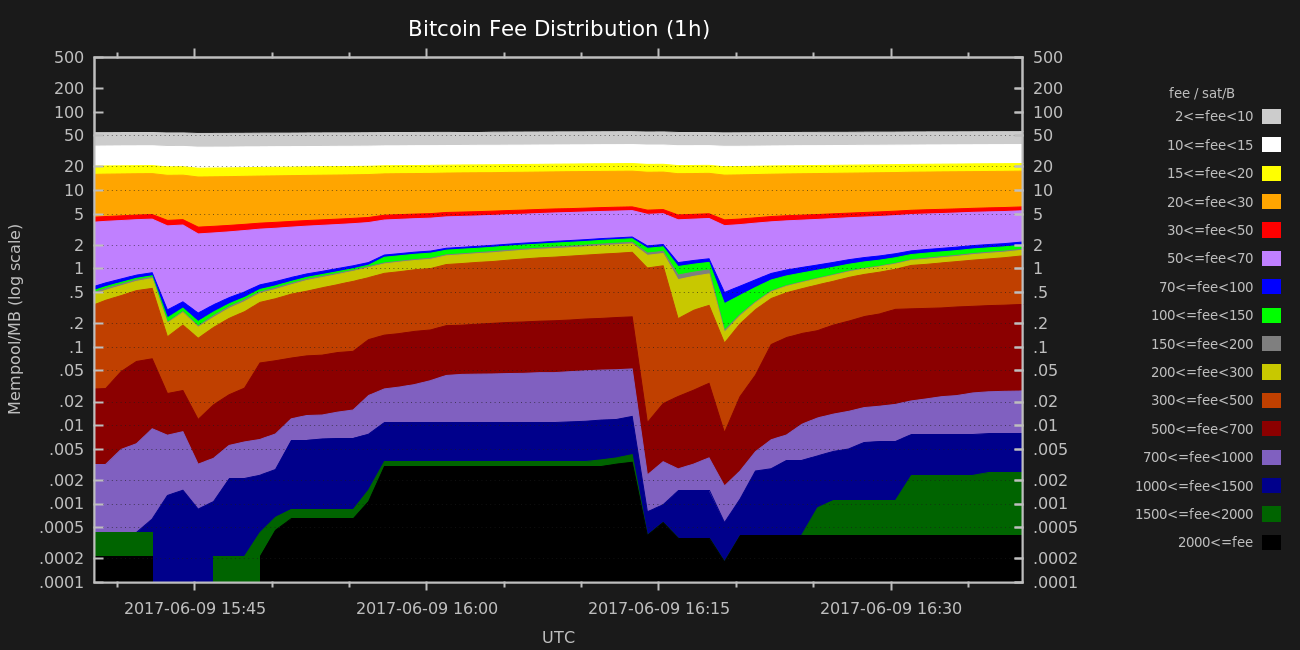 Bitcoin Fee Distribution (1h)
Mempool/MB (log scale)
500
200
100
50
20
10
5
2
1
.5
.2
.1
.05
.02
.01
.005
.002
.001
.0005
.0002
.0001
500
200
100
50
20
10
5
2
1
.5
.2
.1
.05
.02
.01
.005
.002
.001
.0005
.0002
.0001
fee / sat/B
2<=fee<10
10<=fee<15
15<=fee<20
20<=fee<30
30<=fee<50
50<=fee<70
70<=fee<100
100<=fee<150
150<=fee<200
200<=fee<300
300<=fee<500
500<=fee<700
700<=fee<1000
1000<=fee<1500
1500<=fee<2000
2000<=fee
2017-06-09 15:45
2017-06-09 16:00
2017-06-09 16:15
2017-06-09 16:30
UTC